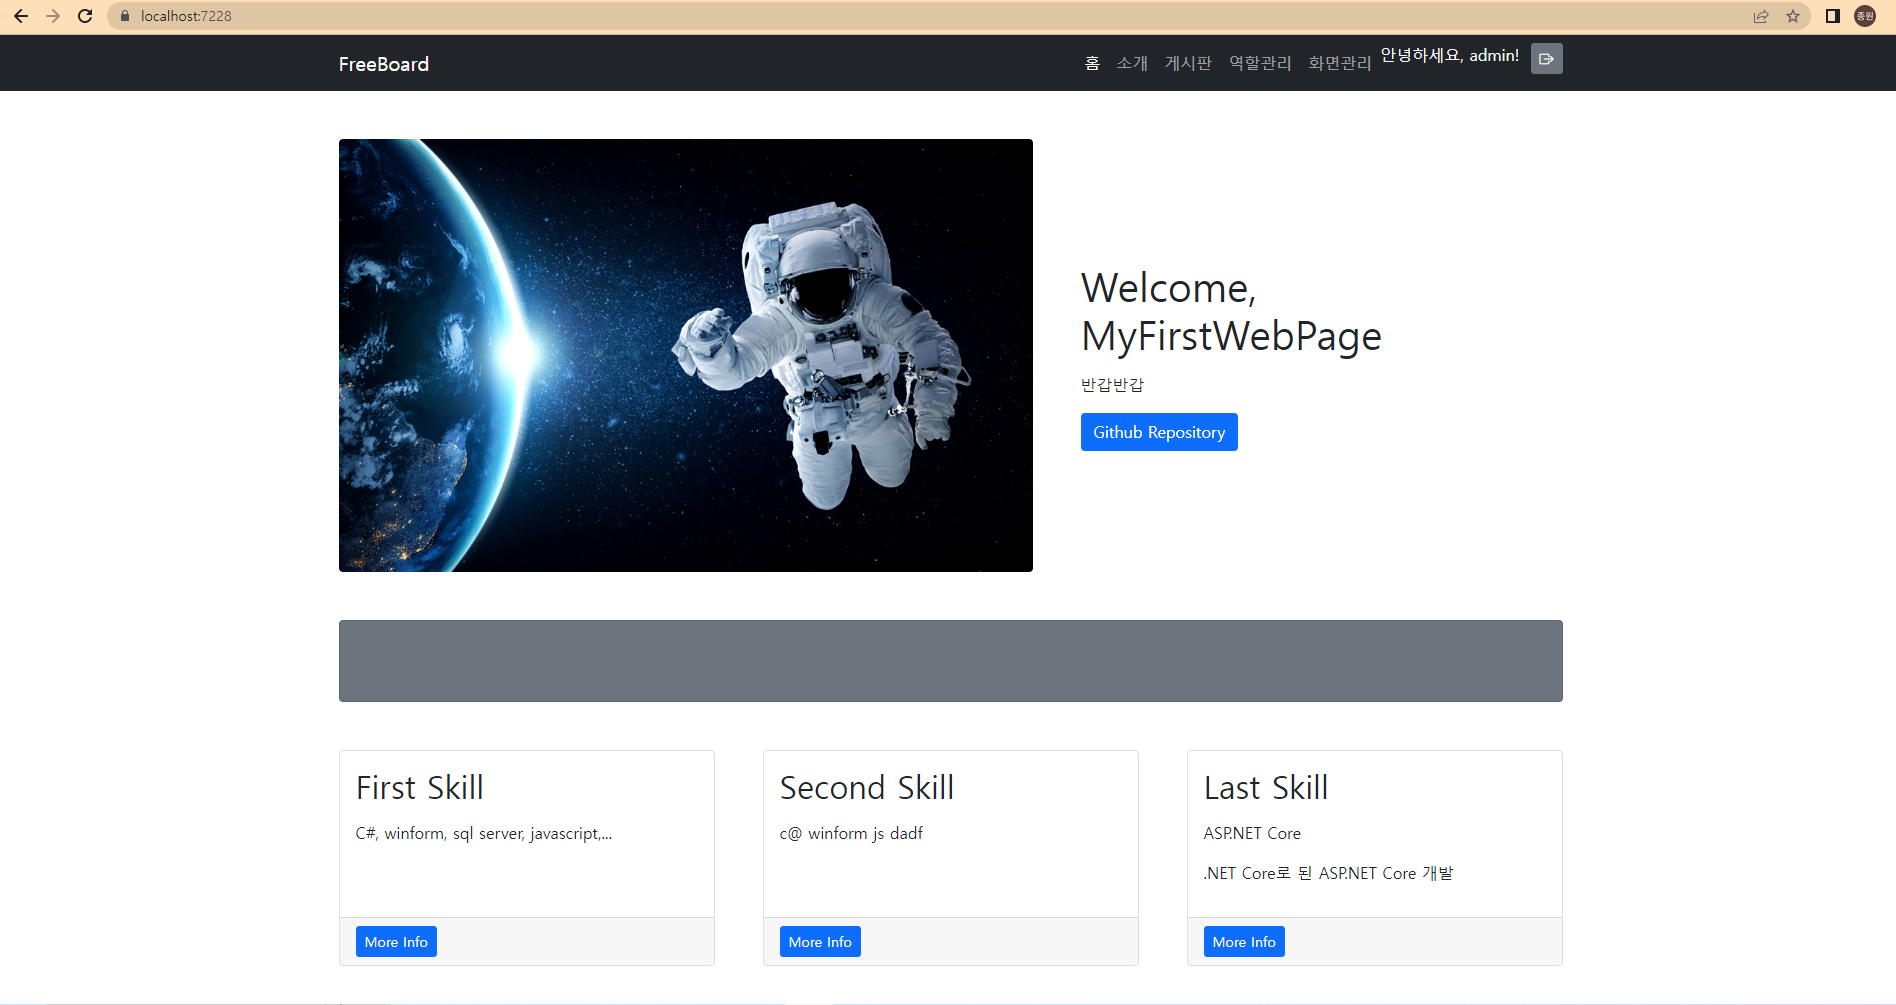 localhost:7228
종원
FreeBoard
홈 소개 게시판 역할관리 화면관리 안녕하세요, admin!
Welcome,
MyFirstWebPage
반갑반갑
Github Repository
First Skill
C#, winform, sql server, javascript,...
More Info
Second Skill
c@ winform js dadf
More Info
Last Skill
ASP.NET Core
.NET Core로 된 ASP.NET Core 개발
More Info